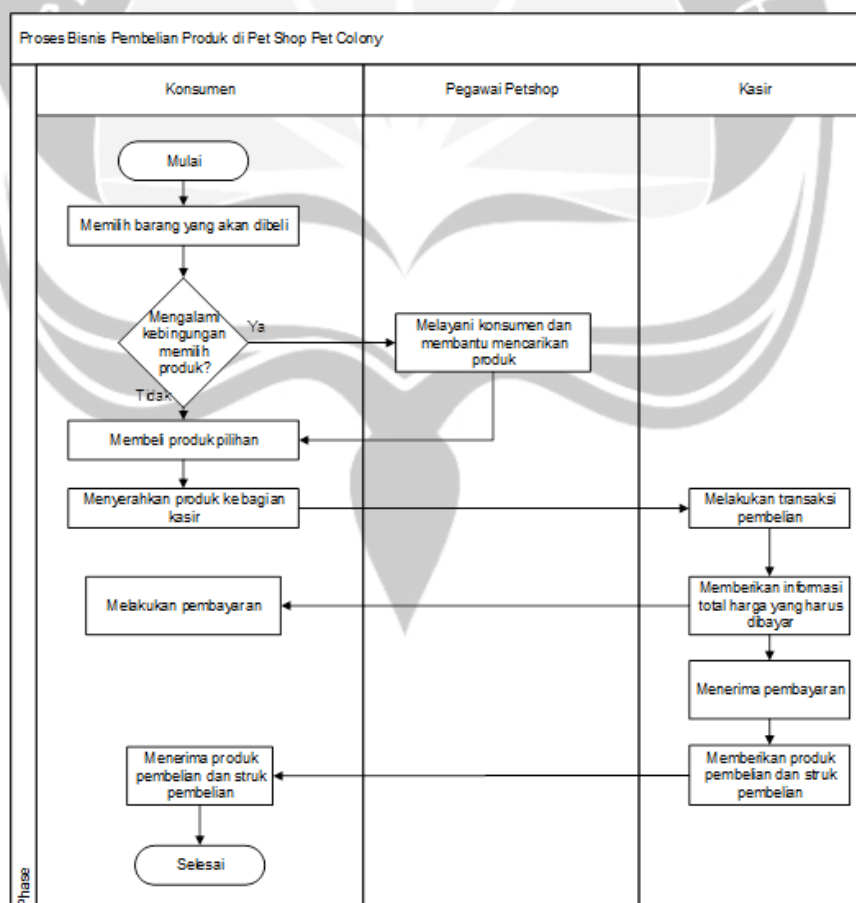 Proses Bisnis Pembelian Produk di Pet Shop Pet Colony
Konsumen
Pegawai Petshop
Kasir
Mulai
Memilih barang yang akan dibeli
Mengalami
kebingungan
memilih
produk?
Ya
Melayani konsumen dan
membantu mencarikan
produk
Tidak
Membeli produk pilihan
Menyerahkan produk kebagian
kasir
Melakukan transaksi
pembelian
Melakukan pembayaran
Memberikan informasi
total harga yang harus
dibayar
Menerima pembayaran
Menerima produk
pembelian dan struk
pembelian
Memberikan produk
pembelian dan struk
pembelian
Selesai
Phase